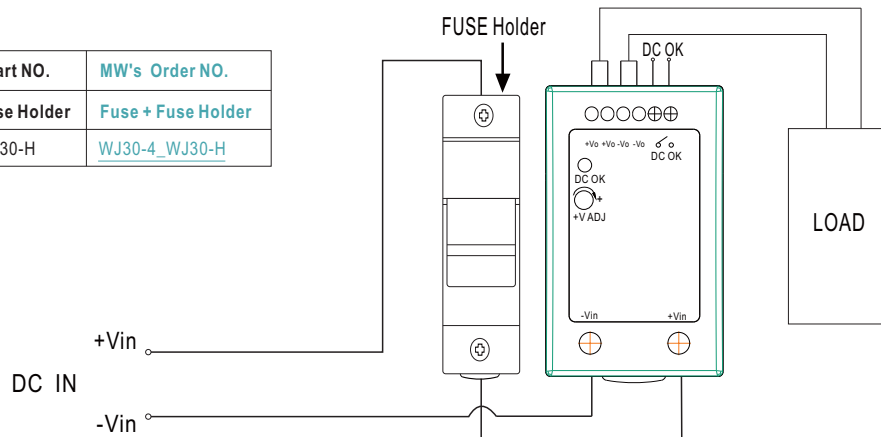 FUSE Holder
DC OK
art NO. MW's Order NO.
se Holder Fuse + Fuse Holder
30-H WJ30-4_WJ30-H
+Vo +Vo -Vo -Vo
DC OK
DC OK
+
+V ADJ
LOAD
-Vin +Vin
+Vin
DC IN
-Vin